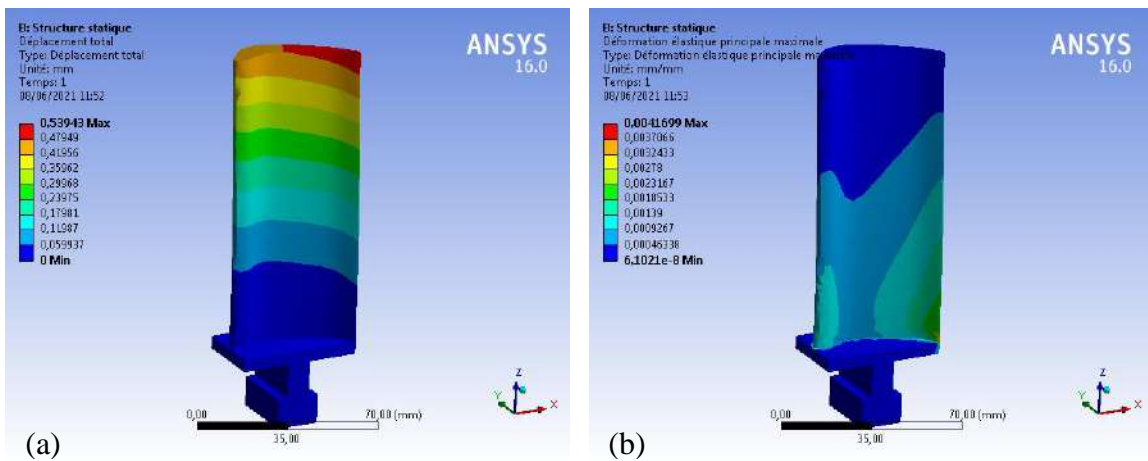 B: Structure statique
Déplacement total
Type: Déplacement total
Unité: mm
Temps: 1
08/06/2021 11:52
0,53943 Max
0,47949
0,41956
0,35962
0,29968
0,23975
0,17981
0,11987
0,059937
0 Min
ANSYS
16.0
Z
Y
X
0,00
70,00 (mm)
35,00
(a)
B: Structure statique
Déformation élastique principale maximale
Type: Déformation élastique principale
Unité: mm/mm
Temps: 1
08/06/2021 11:53
0,0041699 Max
0,0037066
0,0032433
0,00278
0,0023167
0,0018533
0,00139
0,0009267
0,00046338
6,1021e-8 Min
ANSYS
16.0
Z
Y
X
0,00
70,00 (mm)
35,00
(b)